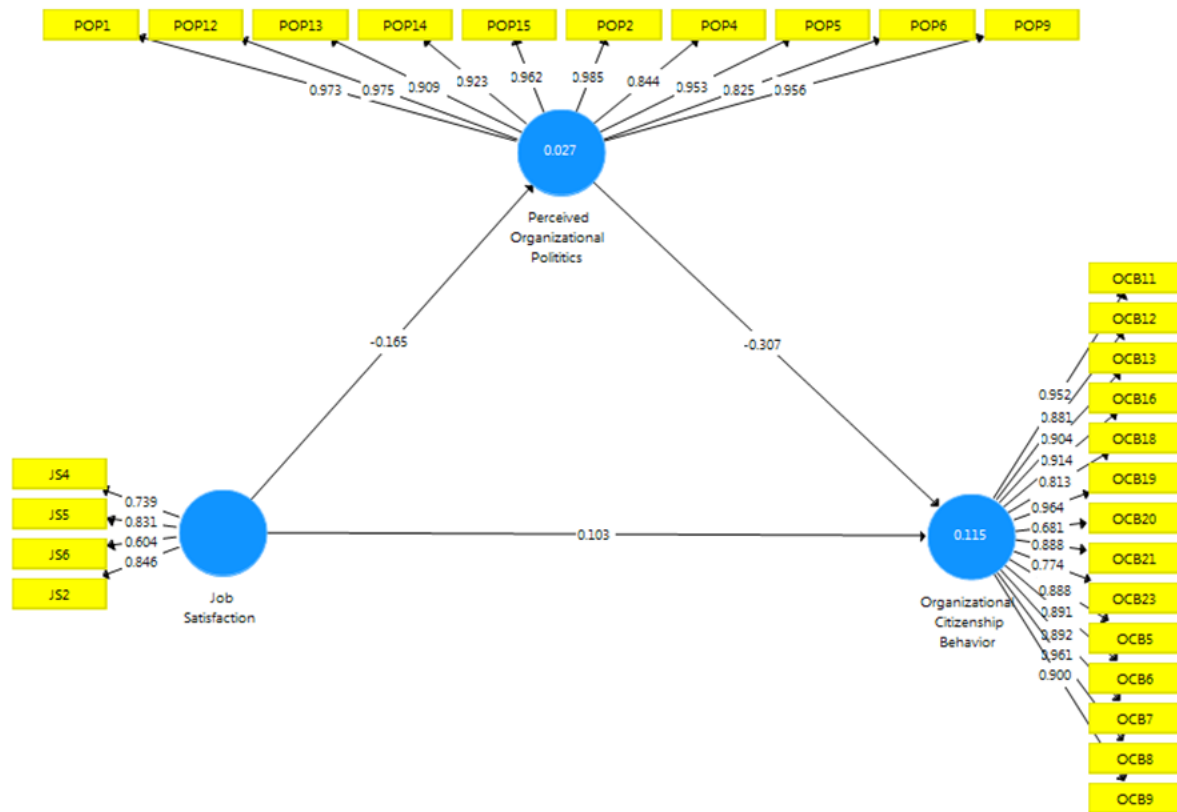 POP1 POP12 POP13 POP14 POP15 POP2 POP4 POP5 POP6 POP9
0.973 0.975 0.909 0.923 0.962 0.985 0.844 0.953 0.825 0.956
0.027
Perceived
Organizational
Polititics
-0.165
-0.307
JS4
JS5
JS6
JS2
0.739
0.831
0.604
0.846
Job
Satisfaction
0.103
0.115
Organizational
Citizenship
Behavior
0.952
0.881
0.904
0.914
0.813
0.964
0.681
0.888
0.774
0.888
0.891
0.892
0.961
0.900
OCB11
OCB12
OCB13
OCB16
OCB18
OCB19
OCB20
OCB21
OCB23
OCB5
OCB6
OCB7
OCB8
OCB9